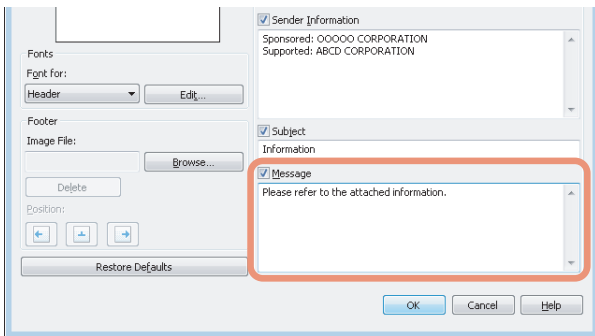 Fonts
Font for:
Header
Edit...
Footer
Image File:
Browse...
Delete
Position:
Restore Defaults
Sender Information
Sponsored: OOOOO CORPORATION
Supported: ABCD CORPORATION
Subject
Information
Message
Please refer to the attached information.
OK
Cancel
Help